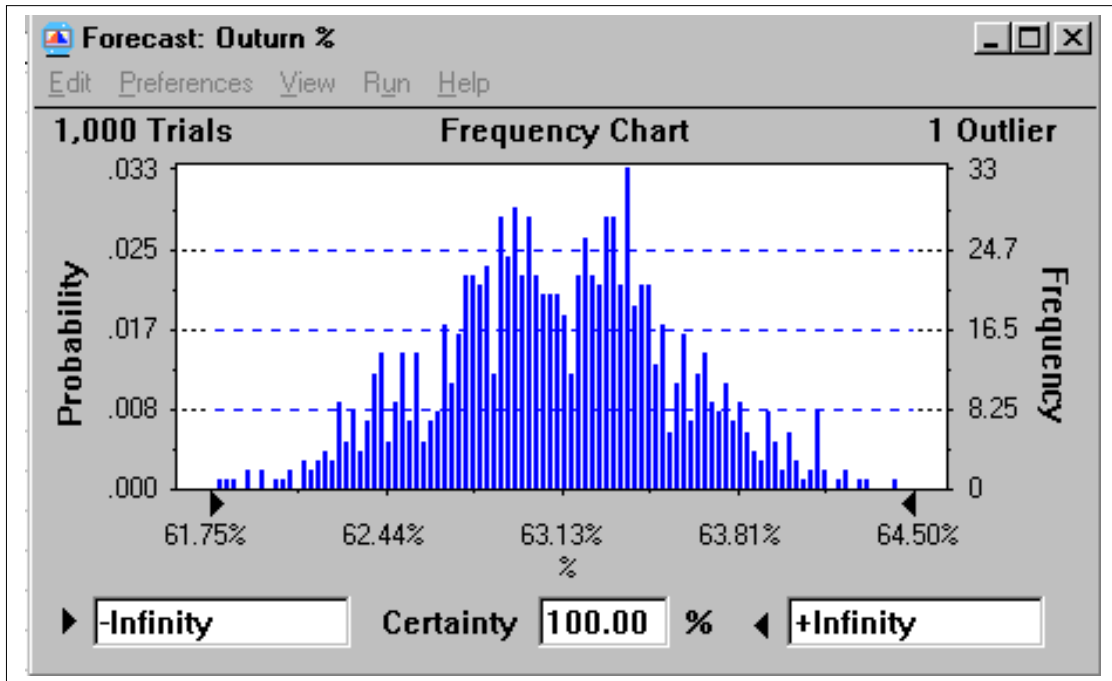 Forecast: Outurn %
Edit Preferences View Run Help
1,000 Trials Frequency Chart 1 Outlier
.033 33
.025 24.7
.017 16.5
.008 8.25
.000 0
Probability
Frequency
61.75% 62.44% 63.13% 63.81% 64.50%
%
-Infinity Certainty 100.00 % +Infinity